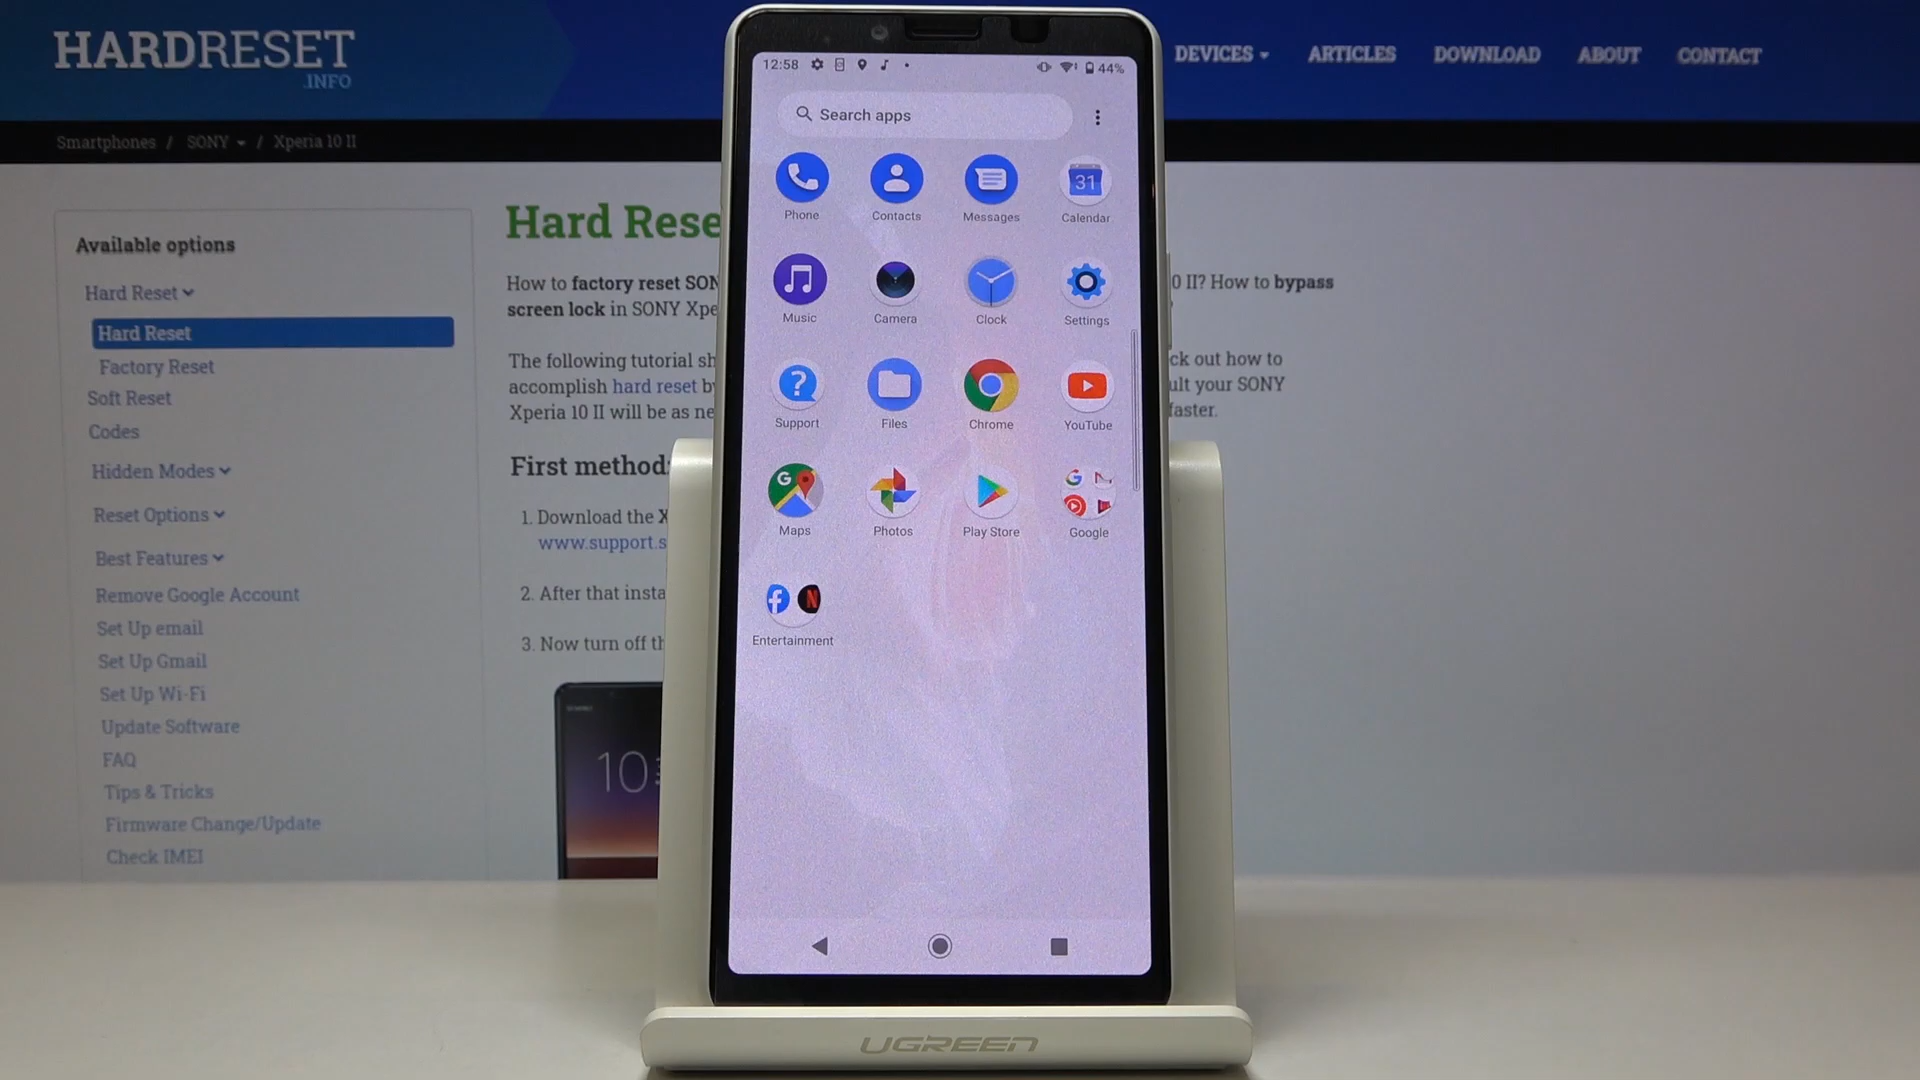 HARDRESET
.INFO
DEVICES ARTICLES DOWNLOAD ABOUT CONTACT
Smartphones / SONY / Xperia 10 II
Available options
Hard Reset
Hard Reset
Factory Reset
Soft Reset
Codes
Hidden Modes
Reset Options
Best Features
Remove Google Account
Set Up email
Set Up Gmail
Set Up Wi-Fi
Update Software
FAQ
Tips & Tricks
Firmware Change/Update
Check IMEI
Hard Rese
How to factory reset SON
screen lock in SONY Xpe
The following tutorial sh
accomplish hard reset b
Xperia 10 II will be as ne
First method:
1. Download the X
www.support.s
2. After that insta
3. Now turn off th
10:
0 II? How to bypass
ck out how to
ult your SONY
faster.
12:58 44%
Search apps
Phone Contacts Messages Calendar
31
Music Camera Clock Settings
Support Files Chrome YouTube
Maps Photos Play Store Google
Entertainment
UGREEN